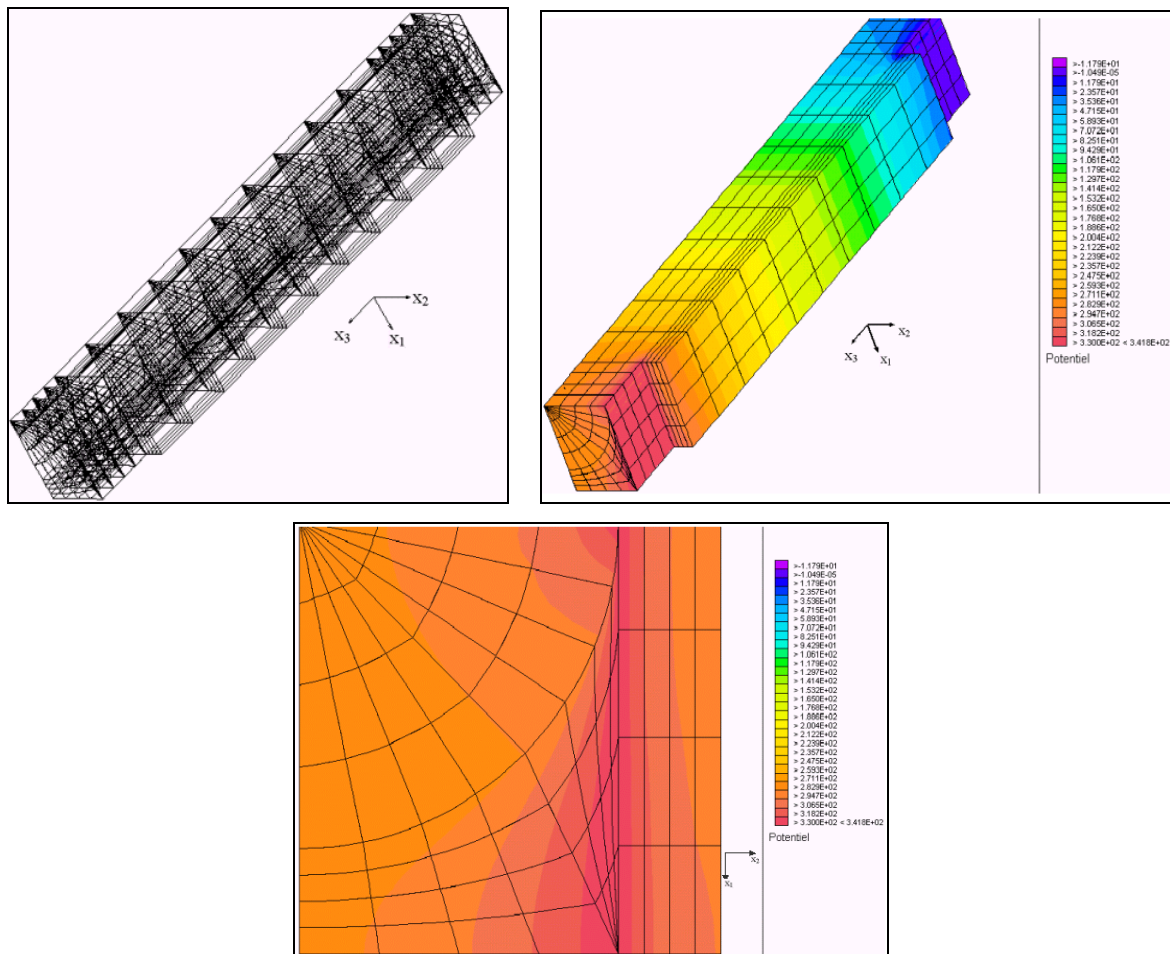 x₂
x₃
x₁
x₂
x₃
x₁
>-1.179E+01
>-1.049E-05
> 1.179E+01
> 2.357E+01
> 3.536E+01
> 4.715E+01
> 5.893E+01
> 7.072E+01
> 8.251E+01
> 9.429E+01
> 1.061E+02
> 1.179E+02
> 1.297E+02
> 1.414E+02
> 1.532E+02
> 1.650E+02
> 1.768E+02
> 1.886E+02
> 2.004E+02
> 2.122E+02
> 2.239E+02
> 2.357E+02
> 2.475E+02
> 2.593E+02
> 2.711E+02
> 2.829E+02
> 2.947E+02
> 3.065E+02
> 3.182E+02
> 3.300E+02 < 3.418E+02
Potentiel
>-1.179E+01
>-1.049E-05
> 1.179E+01
> 2.357E+01
> 3.536E+01
> 4.715E+01
> 5.893E+01
> 7.072E+01
> 8.251E+01
> 9.429E+01
> 1.061E+02
> 1.179E+02
> 1.297E+02
> 1.414E+02
> 1.532E+02
> 1.650E+02
> 1.768E+02
> 1.886E+02
> 2.004E+02
> 2.122E+02
> 2.239E+02
> 2.357E+02
> 2.475E+02
> 2.593E+02
> 2.711E+02
> 2.829E+02
> 2.947E+02
> 3.065E+02
> 3.182E+02
> 3.300E+02 < 3.418E+02
Potentiel
x₂
x₁